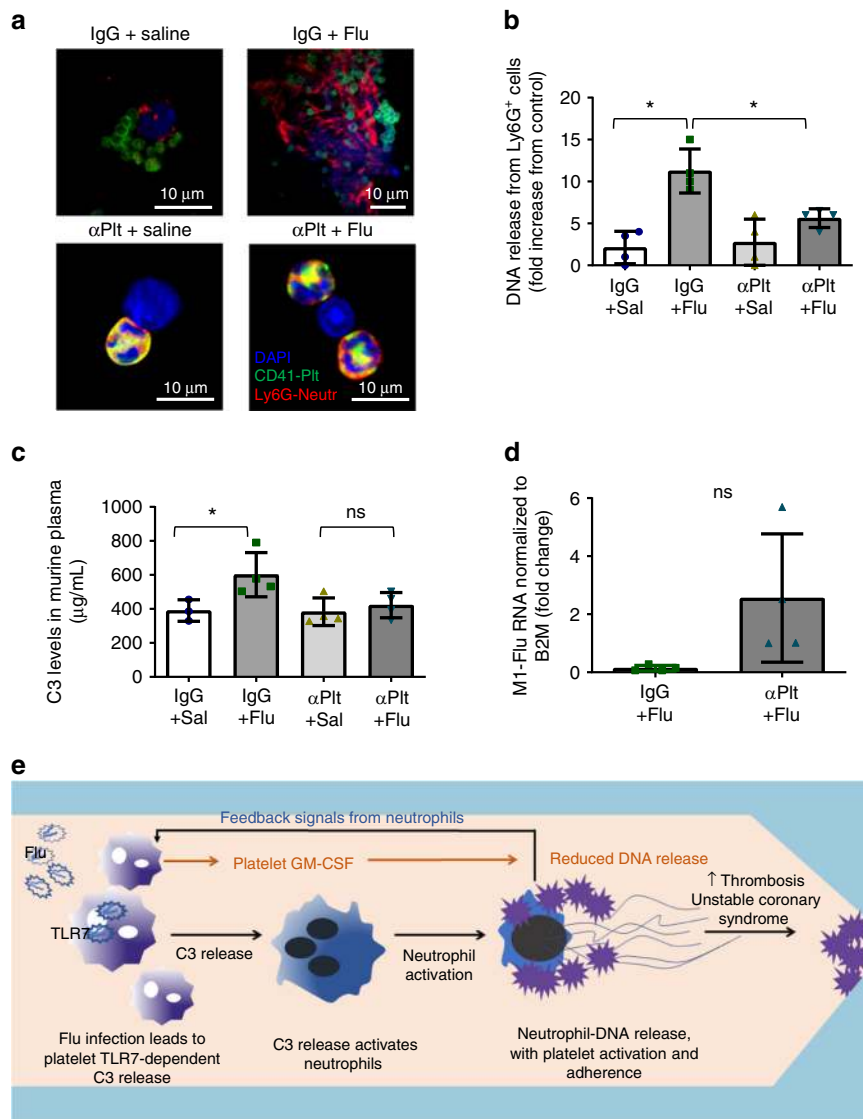 a
IgG + saline
IgG + Flu
10 μm
10 μm
αPlt + saline
αPlt + Flu
DAPI
CD41-Plt
Ly6G-Neutr
10 μm
10 μm
b
DNA release from Ly6G⁺ cells
(fold increase from control)
20
15
10
5
0
*
*
IgG
+Sal
IgG
+Flu
αPlt
+Sal
αPlt
+Flu
c
C3 levels in murine plasma
(μg/mL)
1000
800
600
400
200
0
*
ns
IgG
+Sal
IgG
+Flu
αPlt
+Sal
αPlt
+Flu
d
M1-Flu RNA normalized to
B2M (fold change)
6
4
2
0
ns
IgG
+Flu
αPlt
+Flu
e
Feedback signals from neutrophils
Flu
Platelet GM-CSF
Reduced DNA release
↑ Thrombosis
Unstable coronary
syndrome
TLR7
C3 release
Neutrophil
activation
Flu infection leads to
platelet TLR7-dependent
C3 release
C3 release activates
neutrophils
Neutrophil-DNA release,
with platelet activation and
adherence